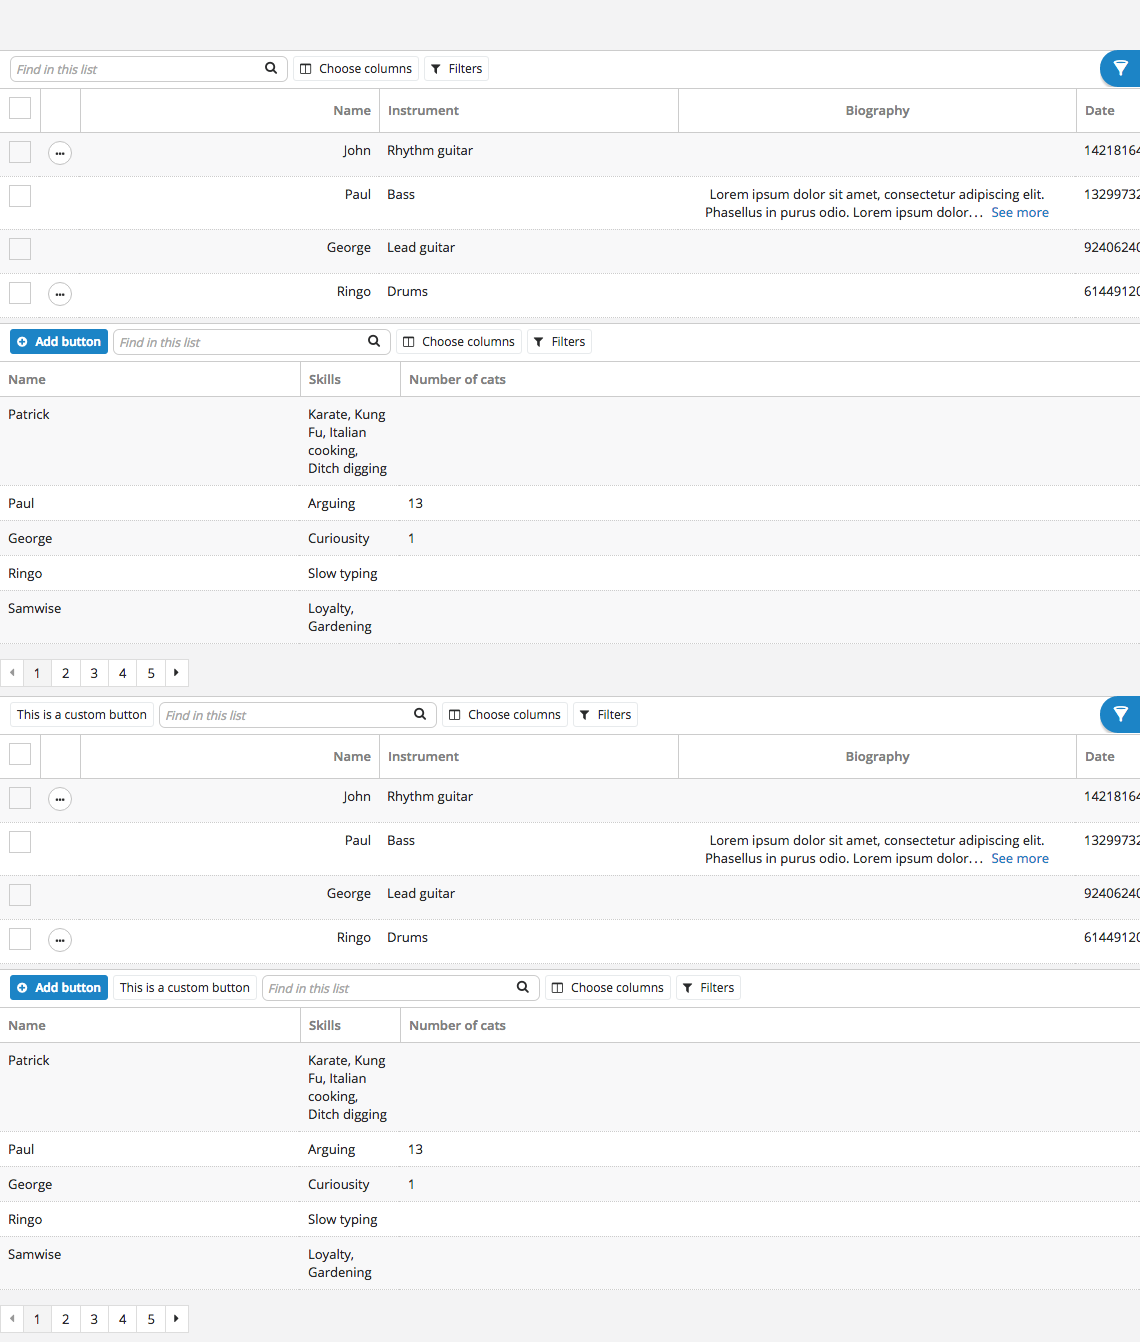 Find in this list Choose columns Filters
Name Instrument Biography Date
John Rhythm guitar 14218164
Paul Bass Lorem ipsum dolor sit amet, consectetur adipiscing elit. 13299732
Phasellus in purus odio. Lorem ipsum dolor... See more
George Lead guitar 92406240
Ringo Drums 61449120
Add button Find in this list Choose columns Filters
Name Skills Number of cats
Patrick Karate, Kung
Fu, Italian
cooking,
Ditch digging
Paul Arguing 13
George Curiousity 1
Ringo Slow typing
Samwise Loyalty,
Gardening
1 2 3 4 5
This is a custom button Find in this list Choose columns Filters
Name Instrument Biography Date
John Rhythm guitar 14218164
Paul Bass Lorem ipsum dolor sit amet, consectetur adipiscing elit. 13299732
Phasellus in purus odio. Lorem ipsum dolor... See more
George Lead guitar 92406240
Ringo Drums 61449120
Add button This is a custom button Find in this list Choose columns Filters
Name Skills Number of cats
Patrick Karate, Kung
Fu, Italian
cooking,
Ditch digging
Paul Arguing 13
George Curiousity 1
Ringo Slow typing
Samwise Loyalty,
Gardening
1 2 3 4 5